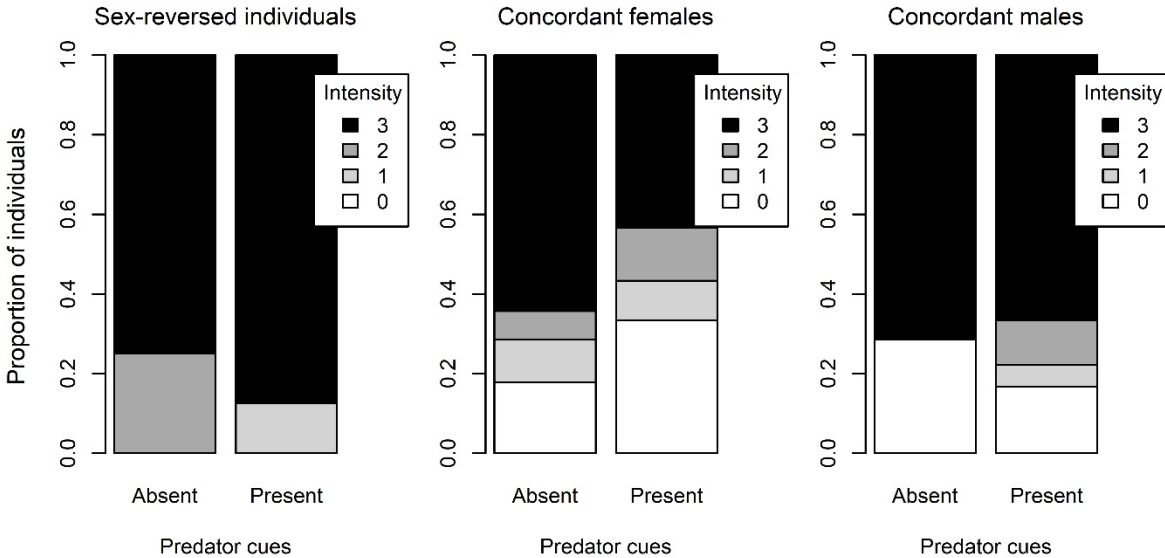 Sex-reversed individuals
Concordant females
Concordant males
Proportion of individuals
1.0
0.8
0.6
0.4
0.2
0.0
Intensity
3
2
1
0
Absent
Present
Predator cues
1.0
0.8
0.6
0.4
0.2
0.0
Intensity
3
2
1
0
Absent
Present
Predator cues
1.0
0.8
0.6
0.4
0.2
0.0
Intensity
3
2
1
0
Absent
Present
Predator cues